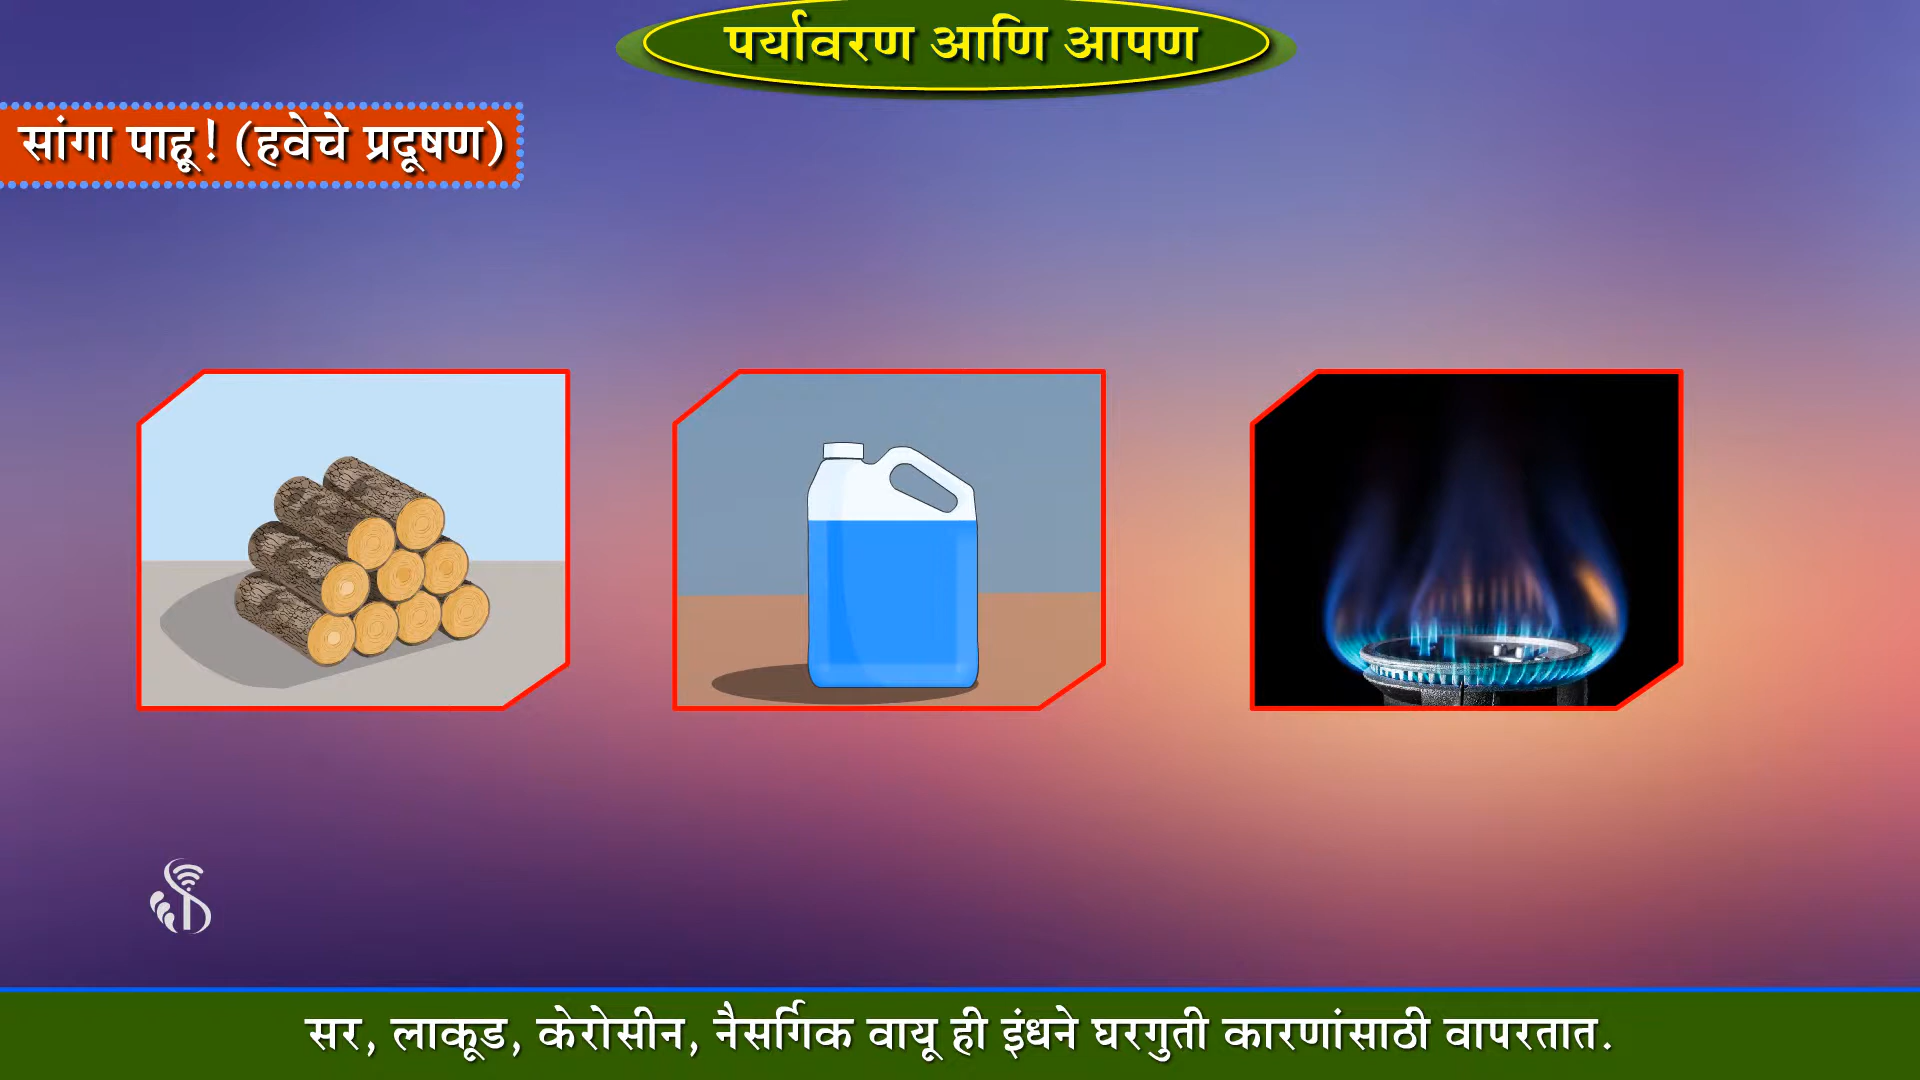 पर्यावरण आणि आपण
सांगा पाहू! (हवेचे प्रदूषण)
सर, लाकूड, केरोसीन, नैसर्गिक वायू ही इंधने घरगुती कारणांसाठी वापरतात.